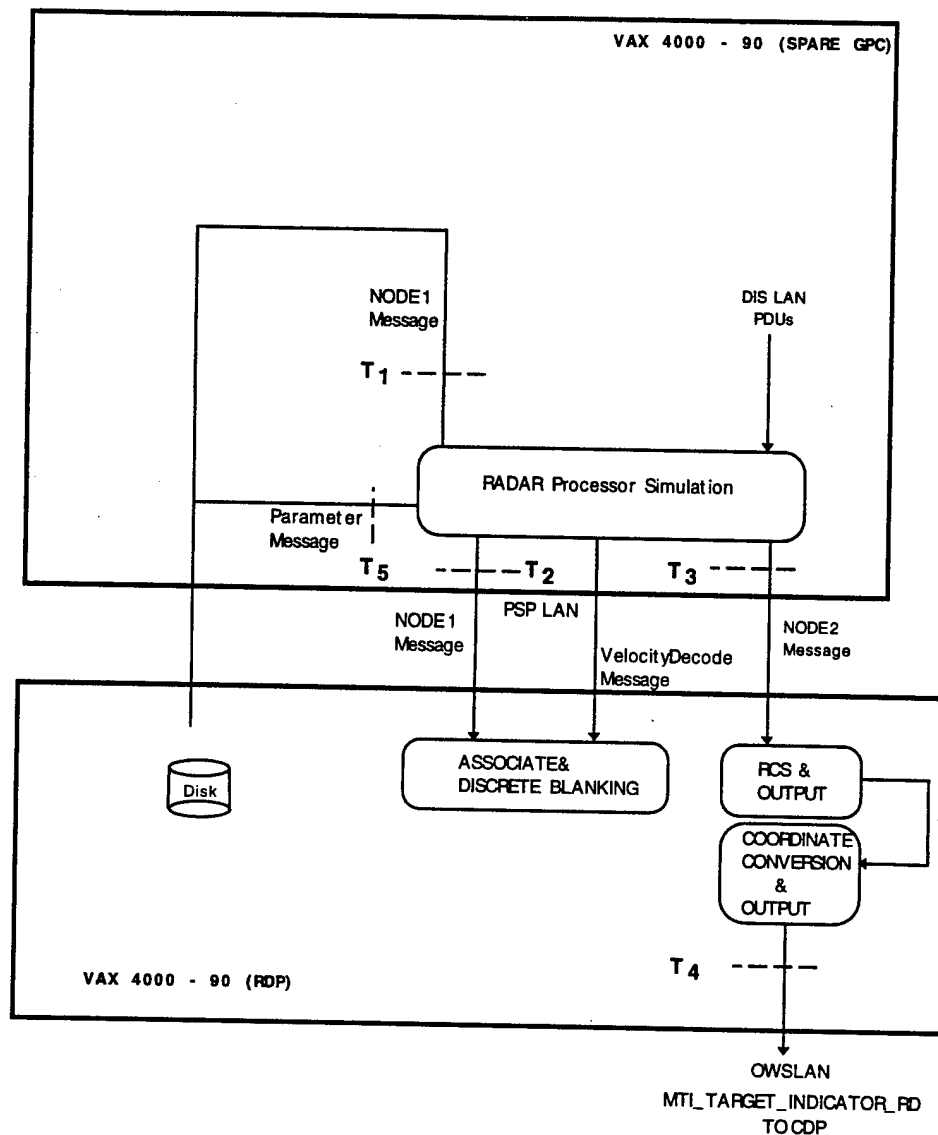 VAX 4000 - 90 (SPARE GPC)
NODE1
Message
DIS LAN
PDUs
T1
RADAR Processor Simulation
Parameter
Message
T5
T2
T3
PSP LAN
NODE1
Message
VelocityDecode
Message
NODE2
Message
Disk
ASSOCIATE&
DISCRETE BLANKING
RCS &
OUTPUT
COORDINATE
CONVERSION
&
OUTPUT
T4
VAX 4000 - 90 (RDP)
OWSLAN
MTI_TARGET_INDICATOR_RD
TO CDP